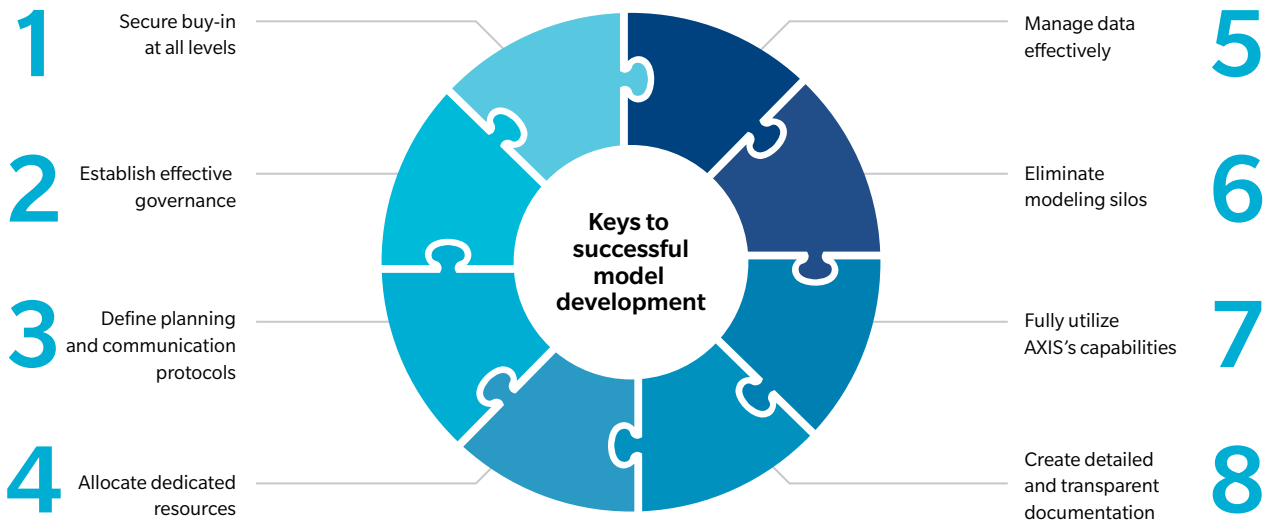 1
Secure buy-in
at all levels
2
Establish effective
governance
3
Define planning
and communication
protocols
4
Allocate dedicated
resources
Keys to
successful
model
development
5
Manage data
effectively
6
Eliminate
modeling silos
7
Fully utilize
AXIS's capabilities
8
Create detailed
and transparent
documentation